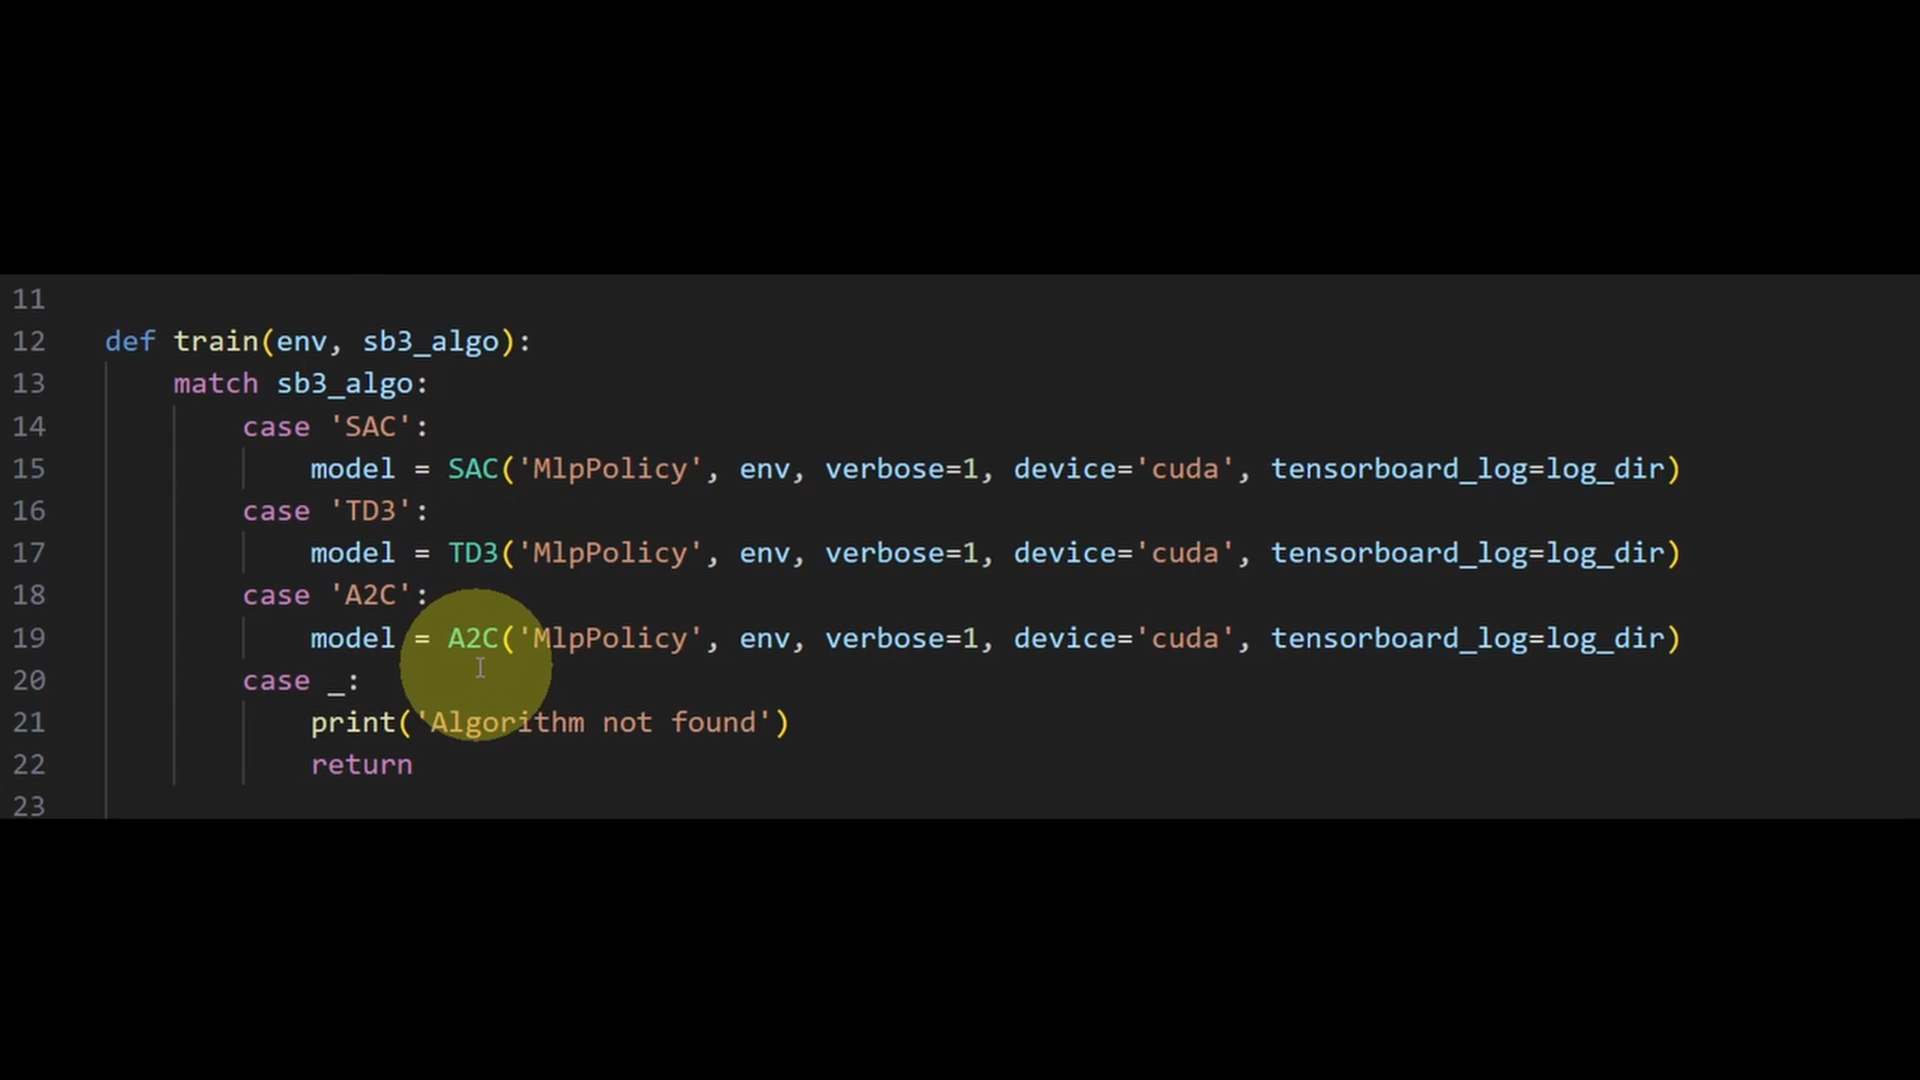 11
12 def train(env, sb3_algo):
13 match sb3_algo:
14 case 'SAC':
15 model = SAC('MlpPolicy', env, verbose=1, device='cuda', tensorboard_log=log_dir)
16 case 'TD3':
17 model = TD3('MlpPolicy', env, verbose=1, device='cuda', tensorboard_log=log_dir)
18 case 'A2C':
19 model = A2C('MlpPolicy', env, verbose=1, device='cuda', tensorboard_log=log_dir)
20 case _:
21 print('Algorithm not found')
22 return
23